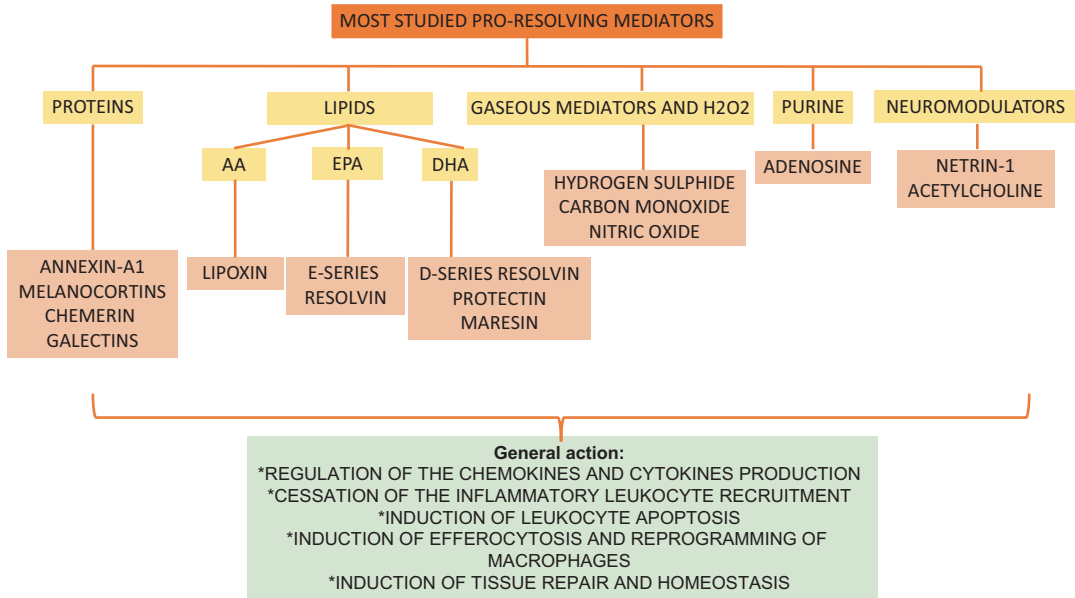 MOST STUDIED PRO-RESOLVING MEDIATORS
PROTEINS
LIPIDS
GASEOUS MEDIATORS AND H2O2
PURINE
NEUROMODULATORS
AA
EPA
DHA
HYDROGEN SULPHIDE
CARBON MONOXIDE
NITRIC OXIDE
ADENOSINE
NETRIN-1
ACETYLCHOLINE
ANNEXIN-A1
MELANOCORTINS
CHEMERIN
GALECTINS
LIPOXIN
E-SERIES
RESOLVIN
D-SERIES RESOLVIN
PROTECTIN
MARESIN
General action:
*REGULATION OF THE CHEMOKINES AND CYTOKINES PRODUCTION
*CESSATION OF THE INFLAMMATORY LEUKOCYTE RECRUITMENT
*INDUCTION OF LEUKOCYTE APOPTOSIS
*INDUCTION OF EFFEROCYTOSIS AND REPROGRAMMING OF
MACROPHAGES
*INDUCTION OF TISSUE REPAIR AND HOMEOSTASIS